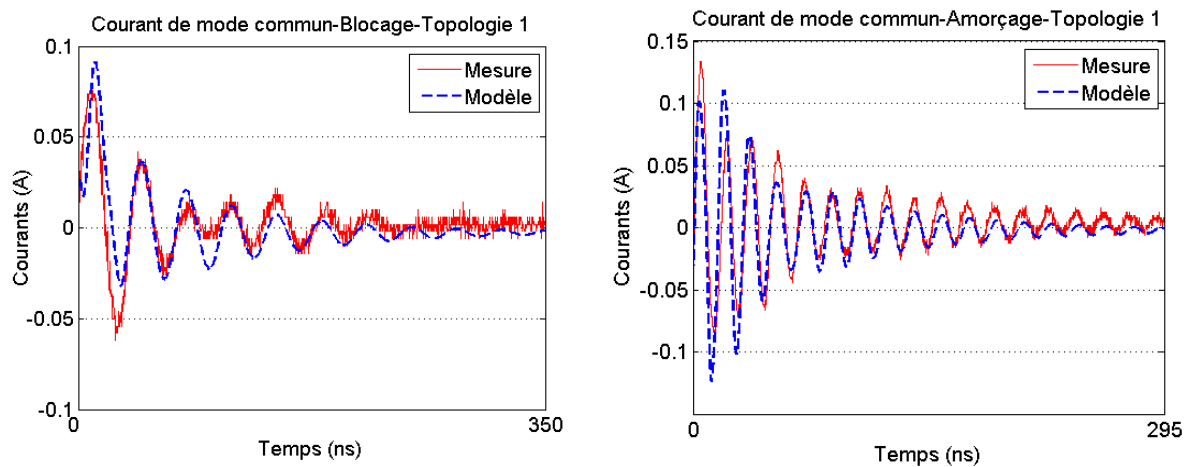 Courant de mode commun-Blocage-Topologie 1
0.1
0.05
0
-0.05
-0.1
Courants (A)
Mesure
Modèle
0
350
Temps (ns)
Courant de mode commun-Amorçage-Topologie 1
0.15
0.1
0.05
0
-0.05
-0.1
Courants (A)
Mesure
Modèle
0
295
Temps (ns)